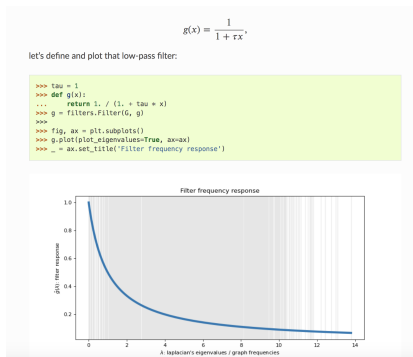 g(x) = 1 / (1 + τx),
let's define and plot that low-pass filter:
>>> tau = 1
>>> def g(x):
...     return 1. / (1. + tau * x)
>>> g = filters.Filter(G, g)
>>>
>>> fig, ax = plt.subplots()
>>> g.plot(plot_eigenvalues=True, ax=ax)
>>> _ = ax.set_title('Filter frequency response')
Filter frequency response
1.0
0.8
0.6
0.4
0.2
ĝ(λ): filter response
0 2 4 6 8 10 12 14
λ: laplacian's eigenvalues / graph frequencies